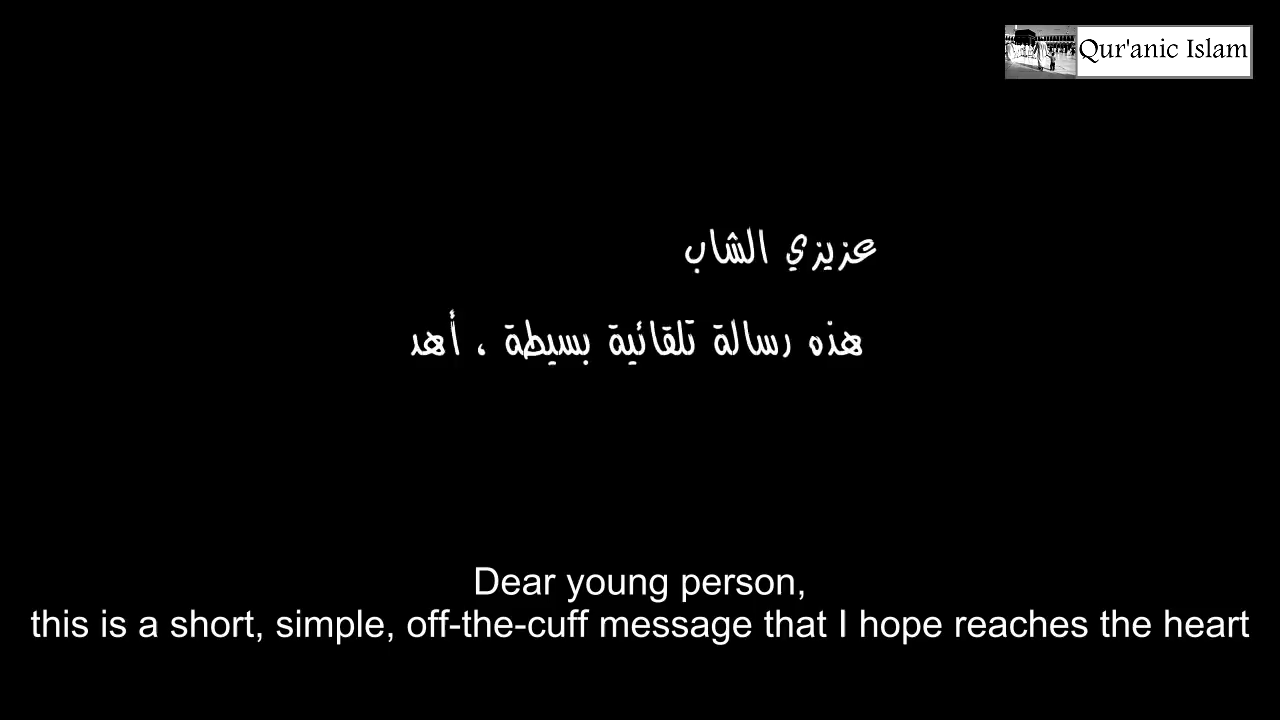 Qur'anic Islam
عزيزي الشاب
هذه رسالة تلقائية بسيطة ، أهد
Dear young person,
this is a short, simple, off-the-cuff message that I hope reaches the heart